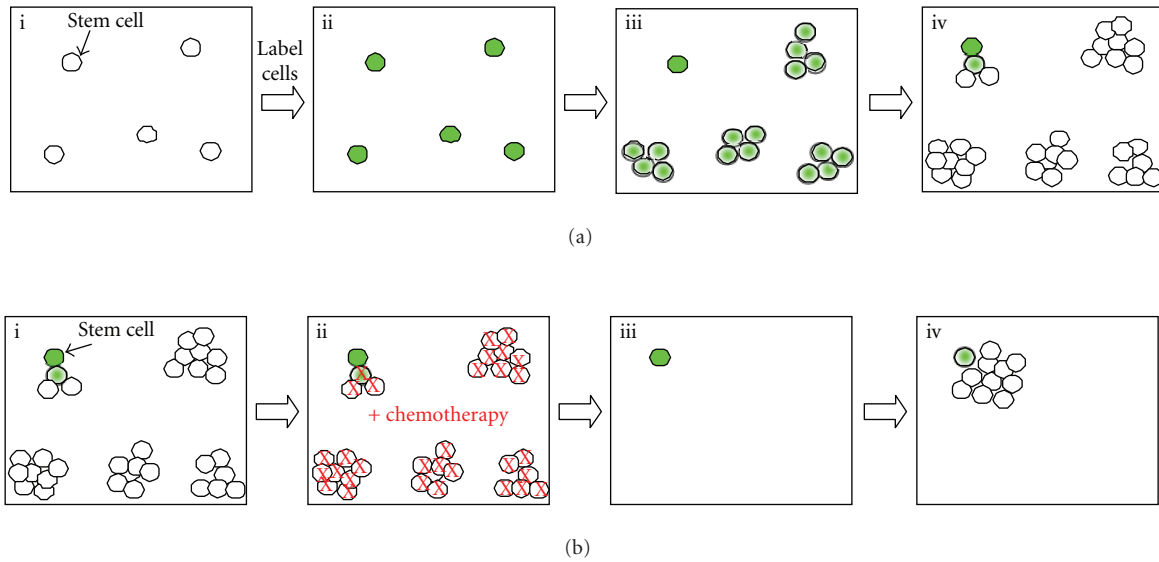 i
Stem cell
Label
cells
ii
iii
iv
(a)
i
Stem cell
ii
+ chemotherapy
iii
iv
(b)